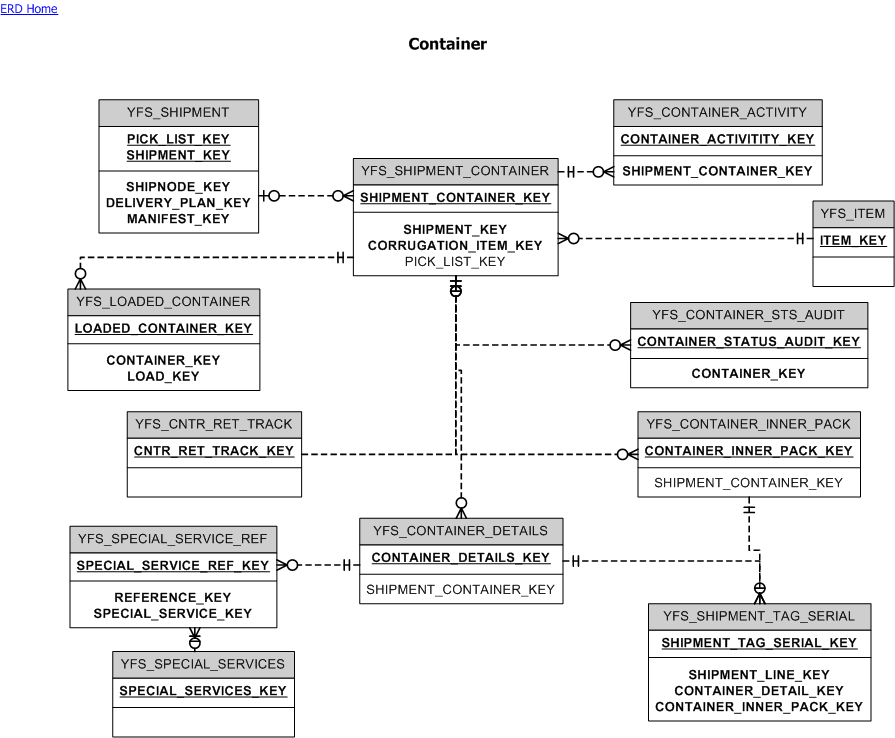 ERD Home
Container
YFS_SHIPMENT
PICK_LIST_KEY
SHIPMENT_KEY
SHIPNODE_KEY
DELIVERY_PLAN_KEY
MANIFEST_KEY
YFS_CONTAINER_ACTIVITY
CONTAINER_ACTIVITITY_KEY
SHIPMENT_CONTAINER_KEY
YFS_SHIPMENT_CONTAINER
SHIPMENT_CONTAINER_KEY
SHIPMENT_KEY
CORRUGATION_ITEM_KEY
PICK_LIST_KEY
YFS_ITEM
ITEM_KEY
YFS_LOADED_CONTAINER
LOADED_CONTAINER_KEY
CONTAINER_KEY
LOAD_KEY
YFS_CONTAINER_STS_AUDIT
CONTAINER_STATUS_AUDIT_KEY
CONTAINER_KEY
YFS_CNTR_RET_TRACK
CNTR_RET_TRACK_KEY
YFS_CONTAINER_INNER_PACK
CONTAINER_INNER_PACK_KEY
SHIPMENT_CONTAINER_KEY
YFS_SPECIAL_SERVICE_REF
SPECIAL_SERVICE_REF_KEY
REFERENCE_KEY
SPECIAL_SERVICE_KEY
YFS_CONTAINER_DETAILS
CONTAINER_DETAILS_KEY
SHIPMENT_CONTAINER_KEY
YFS_SPECIAL_SERVICES
SPECIAL_SERVICES_KEY
YFS_SHIPMENT_TAG_SERIAL
SHIPMENT_TAG_SERIAL_KEY
SHIPMENT_LINE_KEY
CONTAINER_DETAIL_KEY
CONTAINER_INNER_PACK_KEY